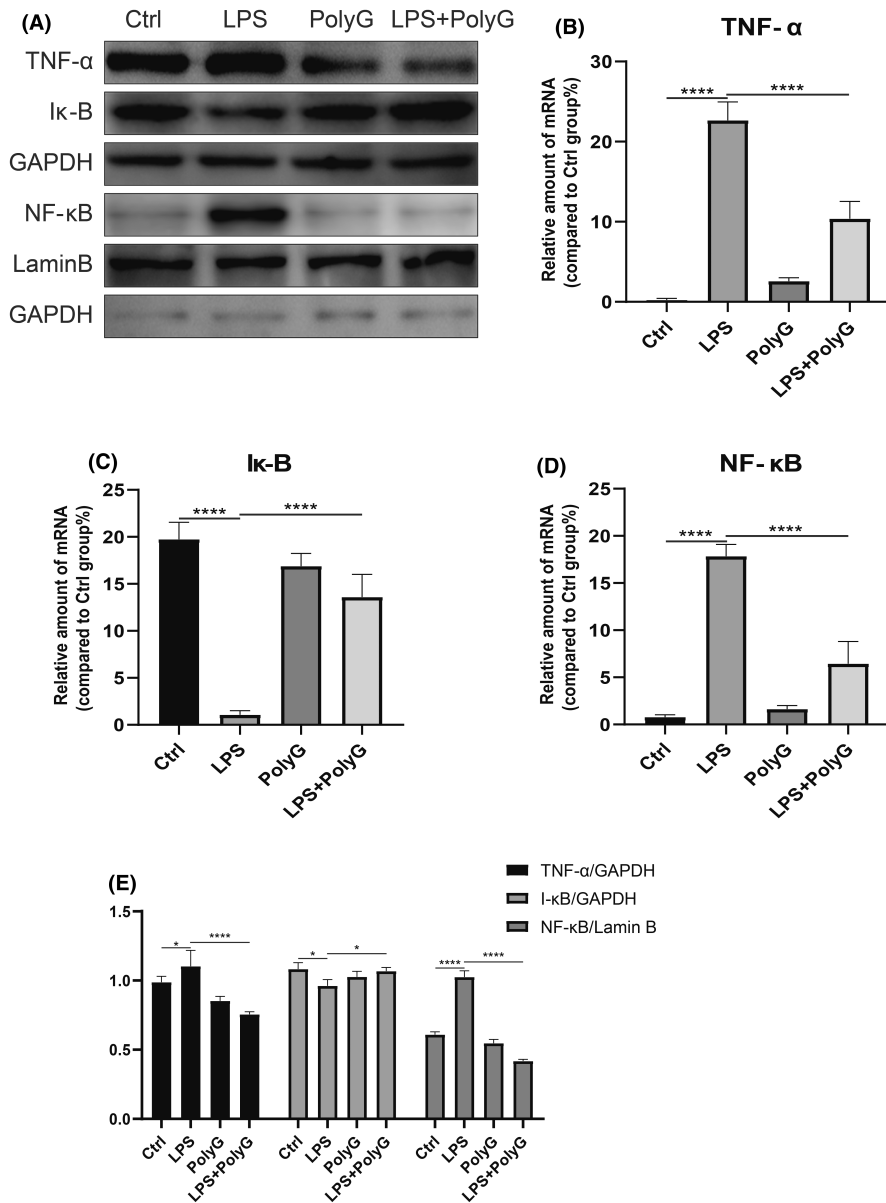 (A)
Ctrl LPS PolyG LPS+PolyG
TNF-α
Iκ-B
GAPDH
NF-κB
LaminB
GAPDH
(B)
TNF- α
Relative amount of mRNA
(compared to Ctrl group%)
30
20
10
0
**** ****
Ctrl LPS PolyG LPS+PolyG
(C)
Iκ-B
Relative amount of mRNA
(compared to Ctrl group%)
25
20
15
10
5
0
**** ****
Ctrl LPS PolyG LPS+PolyG
(D)
NF- κB
Relative amount of mRNA
(compared to Ctrl group%)
25
20
15
10
5
0
**** ****
Ctrl LPS PolyG LPS+PolyG
(E)
TNF-α/GAPDH
I-κB/GAPDH
NF-κB/Lamin B
1.5
1.0
0.5
0.0
* **** * * **** ****
Ctrl LPS PolyG LPS+PolyG Ctrl LPS PolyG LPS+PolyG Ctrl LPS PolyG LPS+PolyG